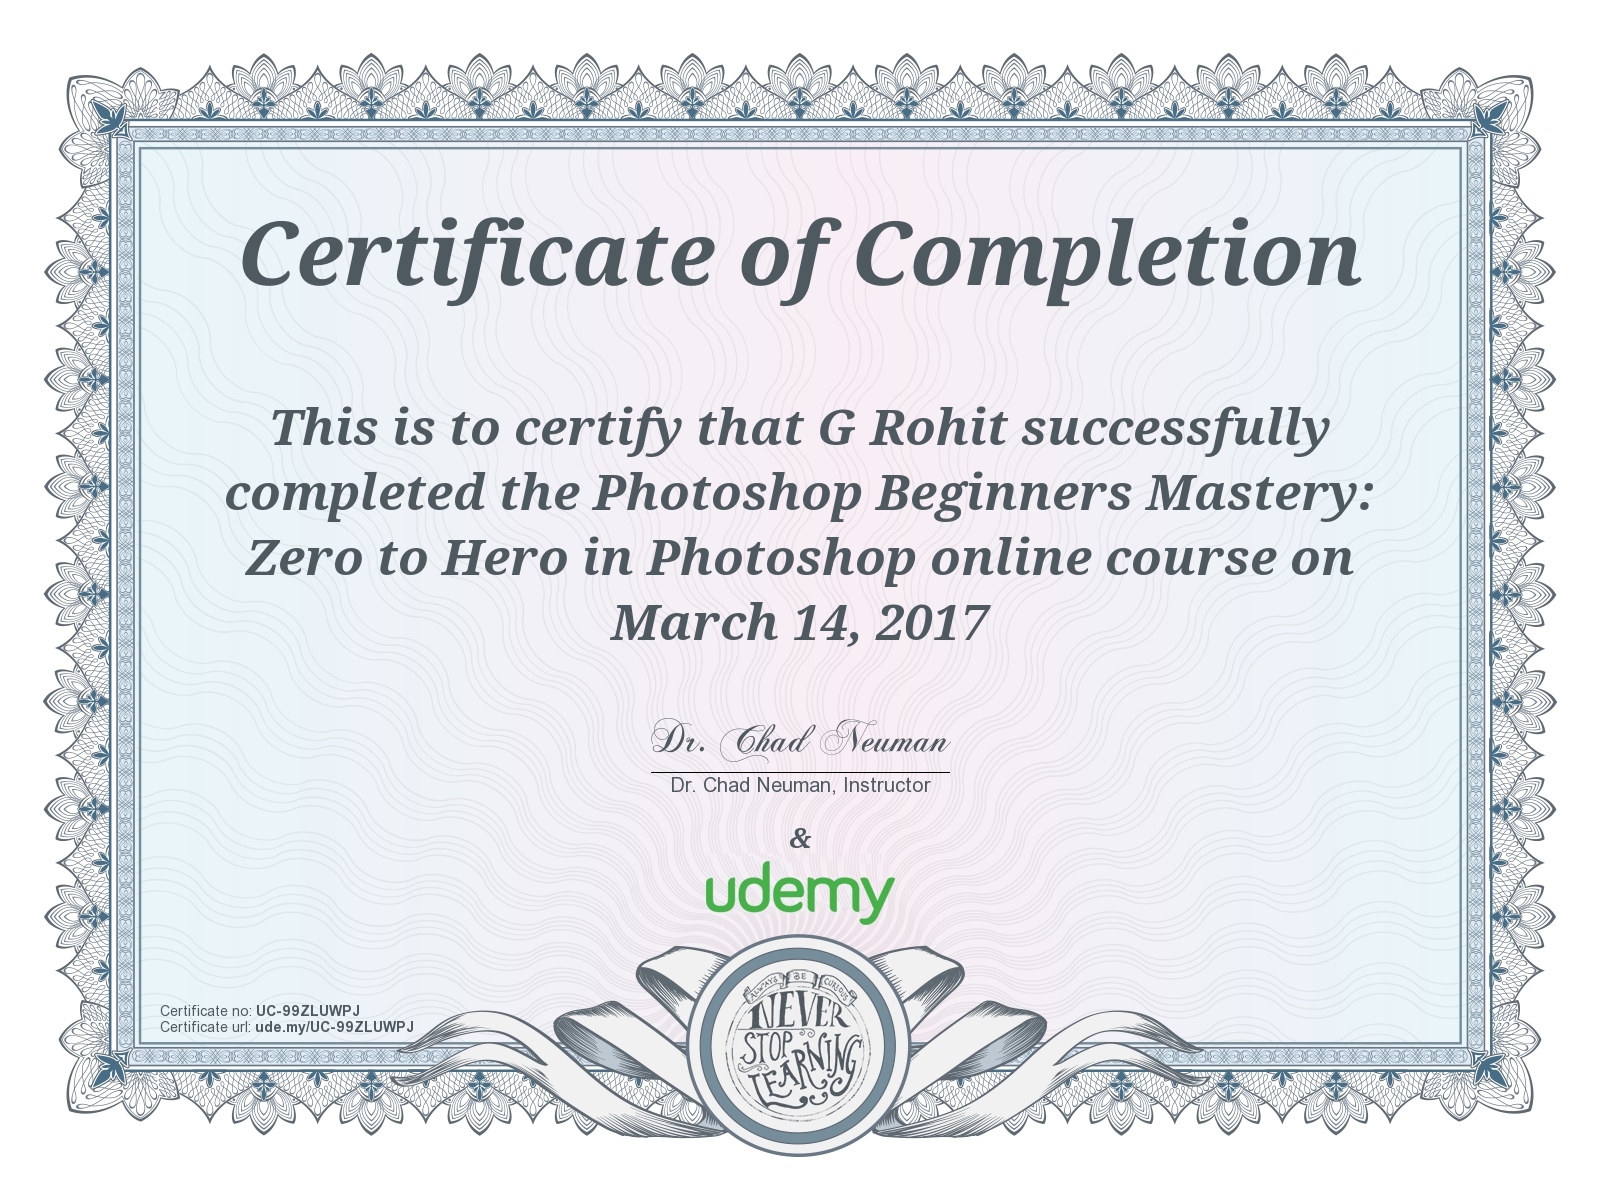 Certificate of Completion
This is to certify that G Rohit successfully
completed the Photoshop Beginners Mastery:
Zero to Hero in Photoshop online course on
March 14, 2017
Dr. Chad Neuman
Dr. Chad Neuman, Instructor
&
udemy
Certificate no: UC-99ZLUWPJ
Certificate url: ude.my/UC-99ZLUWPJ
ALWAYS BE CURIOUS
NEVER
STOP
LEARNING